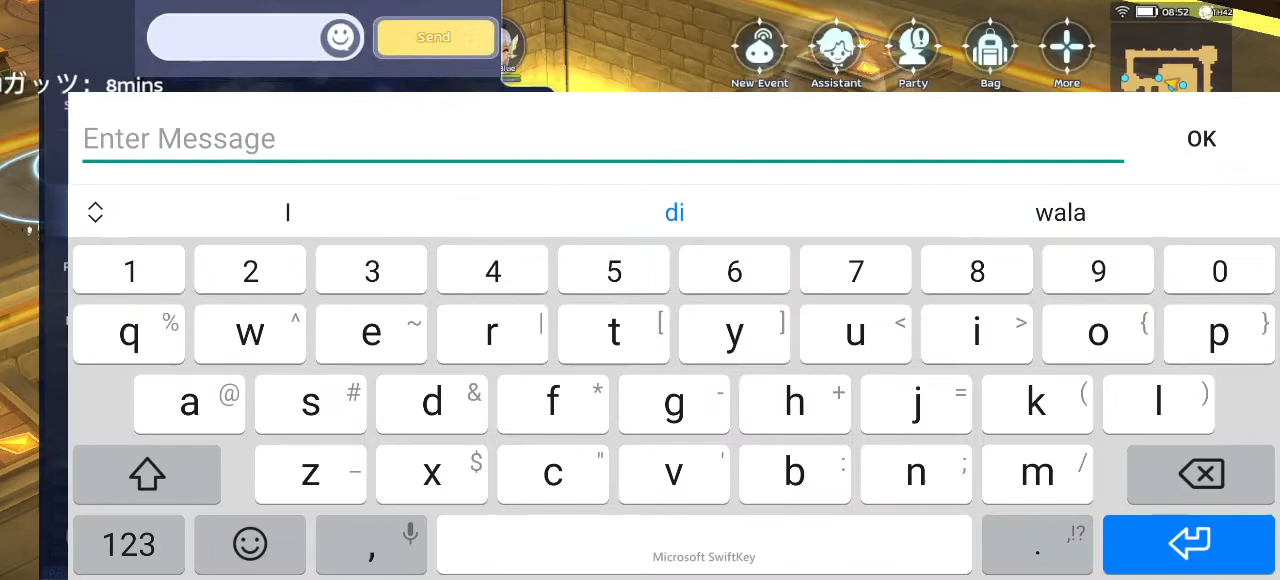 Send
08:52
TH42
ガッツ: 8mins
New Event
Assistant
Party
Bag
More
Enter Message
OK
I
di
wala
1 2 3 4 5 6 7 8 9 0
q % w ^ e ~ r | t [ y ] u < i > o { p }
a @ s # d & f * g - h + j = k ( l )
z _ x $ c " v ' b : n ; m /
123 , Microsoft SwiftKey . ,!?